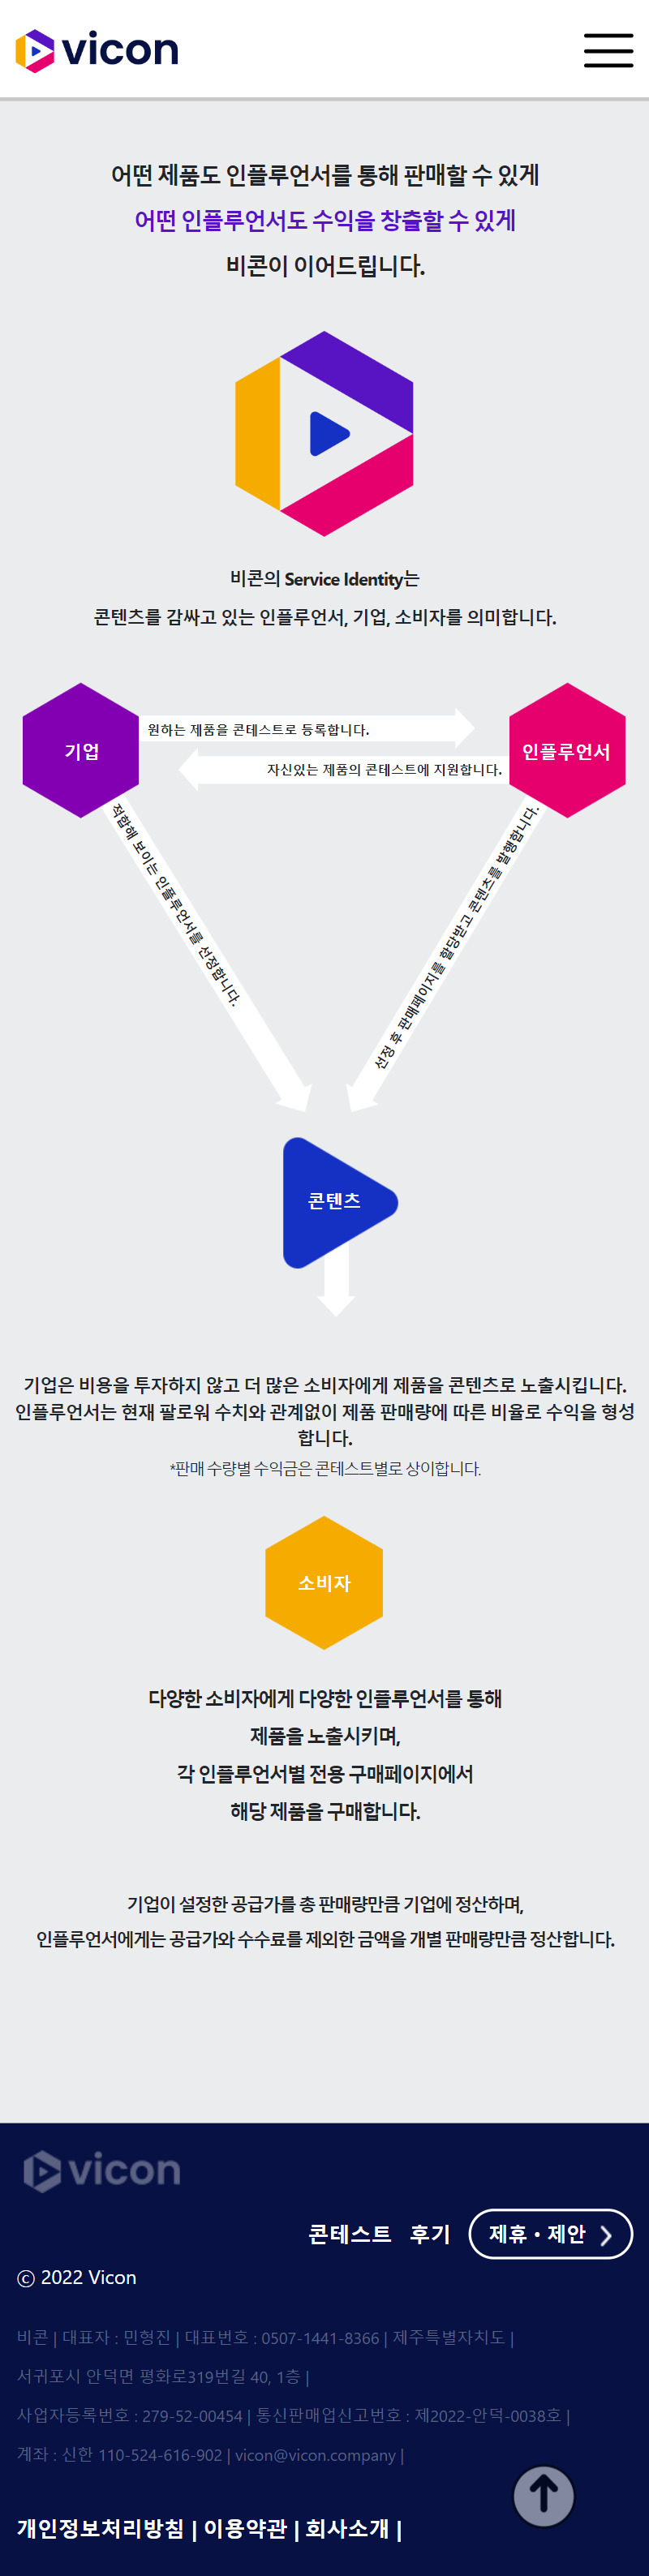 vicon
어떤 제품도 인플루언서를 통해 판매할 수 있게
어떤 인플루언서도 수익을 창출할 수 있게
비콘이 이어드립니다.
비콘의 Service Identity는
콘텐츠를 감싸고 있는 인플루언서, 기업, 소비자를 의미합니다.
기업
원하는 제품을 콘테스트로 등록합니다.
인플루언서
자신있는 제품의 콘테스트에 지원합니다.
적합해 보이는 인플루언서를 선정합니다.
선정 후 판매페이지를 할당받고 콘텐츠를 발행합니다.
콘텐츠
기업은 비용을 투자하지 않고 더 많은 소비자에게 제품을 콘텐츠로 노출시킵니다.
인플루언서는 현재 팔로워 수치와 관계없이 제품 판매량에 따른 비율로 수익을 형성
합니다.
*판매 수량별 수익금은 콘테스트별로 상이합니다.
소비자
다양한 소비자에게 다양한 인플루언서를 통해
제품을 노출시키며,
각 인플루언서별 전용 구매페이지에서
해당 제품을 구매합니다.
기업이 설정한 공급가를 총 판매량만큼 기업에 정산하며,
인플루언서에게는 공급가와 수수료를 제외한 금액을 개별 판매량만큼 정산합니다.
vicon
콘테스트 후기 제휴 • 제안
ⓒ 2022 Vicon
비콘 | 대표자 : 민형진 | 대표번호 : 0507-1441-8366 | 제주특별자치도 |
서귀포시 안덕면 평화로319번길 40, 1층 |
사업자등록번호 : 279-52-00454 | 통신판매업신고번호 : 제2022-안덕-0038호 |
계좌 : 신한 110-524-616-902 | vicon@vicon.company |
개인정보처리방침 | 이용약관 | 회사소개 |